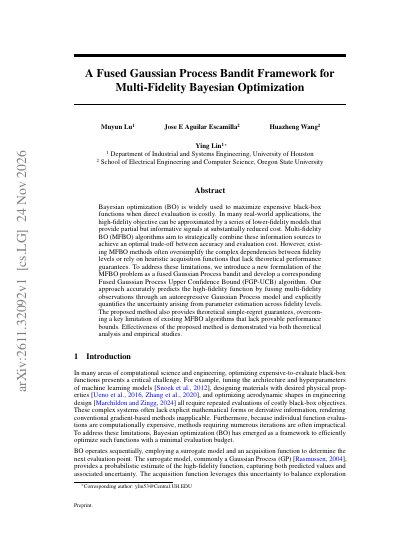 A Fused Gaussian Process Bandit Framework for
Multi-Fidelity Bayesian Optimization
Muyun Lu¹ Jose E Aguilar Escamilla² Huazheng Wang²
Ying Lin¹*
¹ Department of Industrial and Systems Engineering, University of Houston
² School of Electrical Engineering and Computer Science, Oregon State University
Abstract
Bayesian optimization (BO) is widely used to maximize expensive black-box
functions when direct evaluation is costly. In many real-world applications, the
high-fidelity objective can be approximated by a series of lower-fidelity models that
provide partial but informative signals at substantially reduced cost. Multi-fidelity
BO (MFBO) algorithms aim to strategically combine these information sources to
achieve an optimal trade-off between accuracy and evaluation cost. However, exist-
ing MFBO methods often oversimplify the complex dependencies between fidelity
levels or rely on heuristic acquisition functions that lack theoretical performance
guarantees. To address these limitations, we introduce a new formulation of the
MFBO problem as a fused Gaussian Process bandit and develop a corresponding
Fused Gaussian Process Upper Confidence Bound (FGP-UCB) algorithm. Our
approach accurately predicts the high-fidelity function by fusing multi-fidelity
observations through an autoregressive Gaussian Process model and explicitly
quantifies the uncertainty arising from parameter estimation across fidelity levels.
The proposed method also provides theoretical simple-regret guarantees, overcom-
ing a key limitation of existing MFBO algorithms that lack provable performance
bounds. Effectiveness of the proposed method is demonstrated via both theoretical
analysis and empirical studies.
1 Introduction
In many areas of computational science and engineering, optimizing expensive-to-evaluate black-box
functions presents a critical challenge. For example, tuning the architecture and hyperparameters
of machine learning models [Snoek et al., 2012], designing materials with desired physical prop-
erties [Ueno et al., 2016, Zhang et al., 2020], and optimizing aerodynamic shapes in engineering
design [Marchildon and Zingg, 2024] all require repeated evaluations of costly black-box objectives.
These complex systems often lack explicit mathematical forms or derivative information, rendering
conventional gradient-based methods inapplicable. Furthermore, because individual function evalua-
tions are computationally expensive, methods requiring numerous iterations are often impractical.
To address these limitations, Bayesian optimization (BO) has emerged as a framework to efficiently
optimize such functions with a minimal evaluation budget.
BO operates sequentially, employing a surrogate model and an acquisition function to determine the
next evaluation point. The surrogate model, commonly a Gaussian Process (GP) [Rasmussen, 2004],
provides a probabilistic estimate of the high-fidelity function, capturing both predicted values and
associated uncertainty. The acquisition function leverages this uncertainty to balance exploration
*Corresponding author: ylin53@Central.UH.EDU
Preprint.
arXiv:2611.32092v1 [cs.LG] 24 Nov 2026